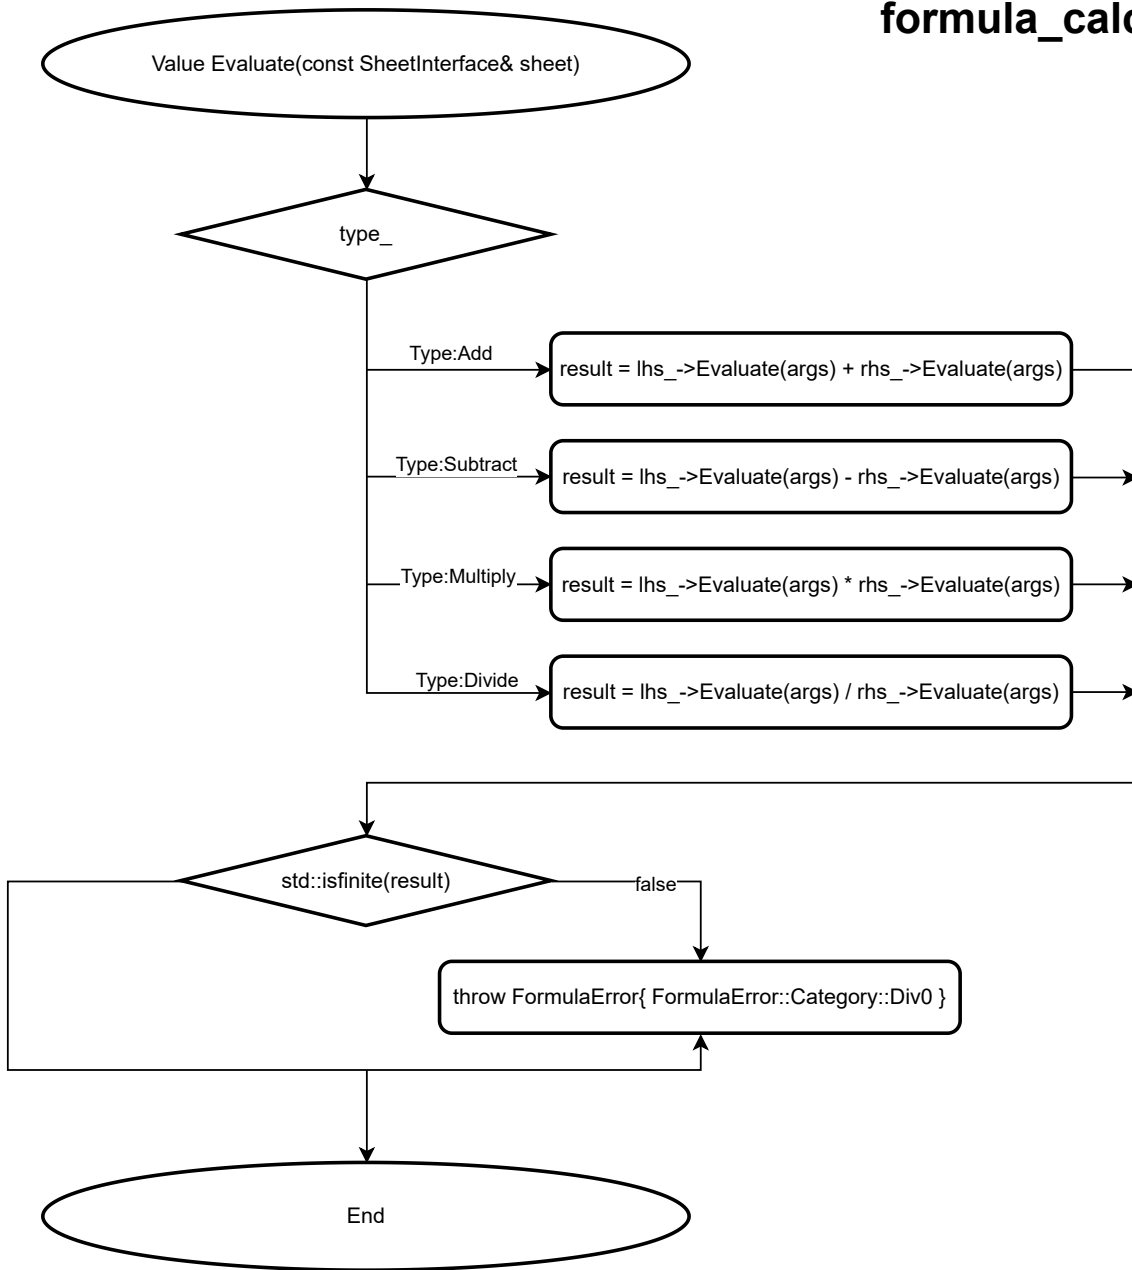 formula_calc
Value Evaluate(const SheetInterface& sheet)
type_
Type:Add
result = lhs_->Evaluate(args) + rhs_->Evaluate(args)
Type:Subtract
result = lhs_->Evaluate(args) - rhs_->Evaluate(args)
Type:Multiply
result = lhs_->Evaluate(args) * rhs_->Evaluate(args)
Type:Divide
result = lhs_->Evaluate(args) / rhs_->Evaluate(args)
std::isfinite(result)
false
throw FormulaError{ FormulaError::Category::Div0 }
End